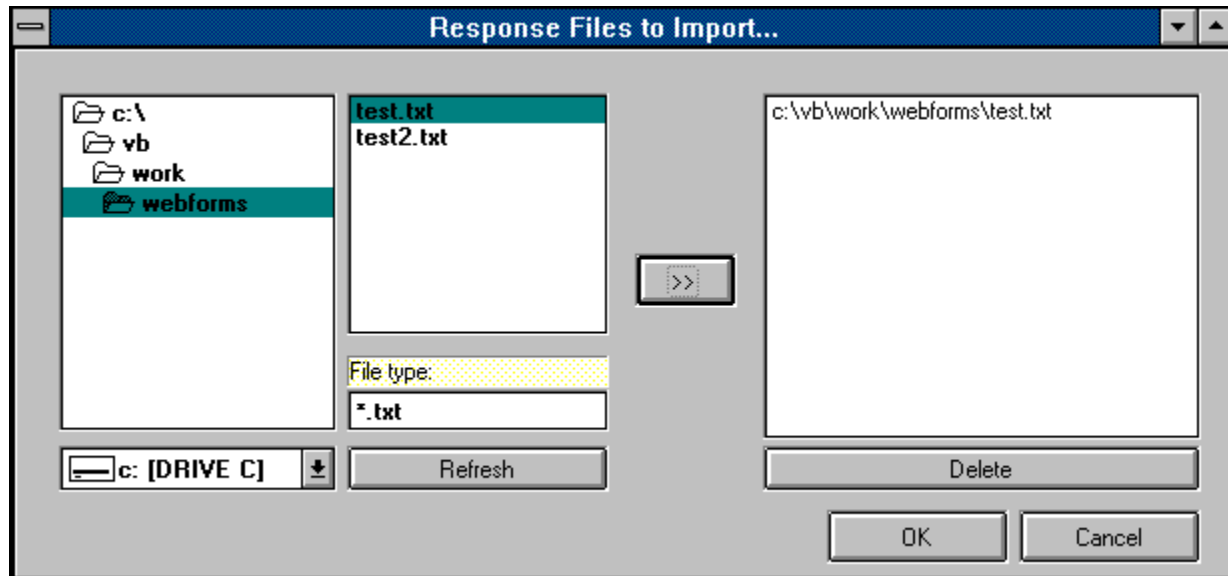 Response Files to Import...
c:\
vb
work
webforms
test.txt
test2.txt
>>
c:\vb\work\webforms\test.txt
File type:
*.txt
c: [DRIVE C]
Refresh
Delete
OK
Cancel